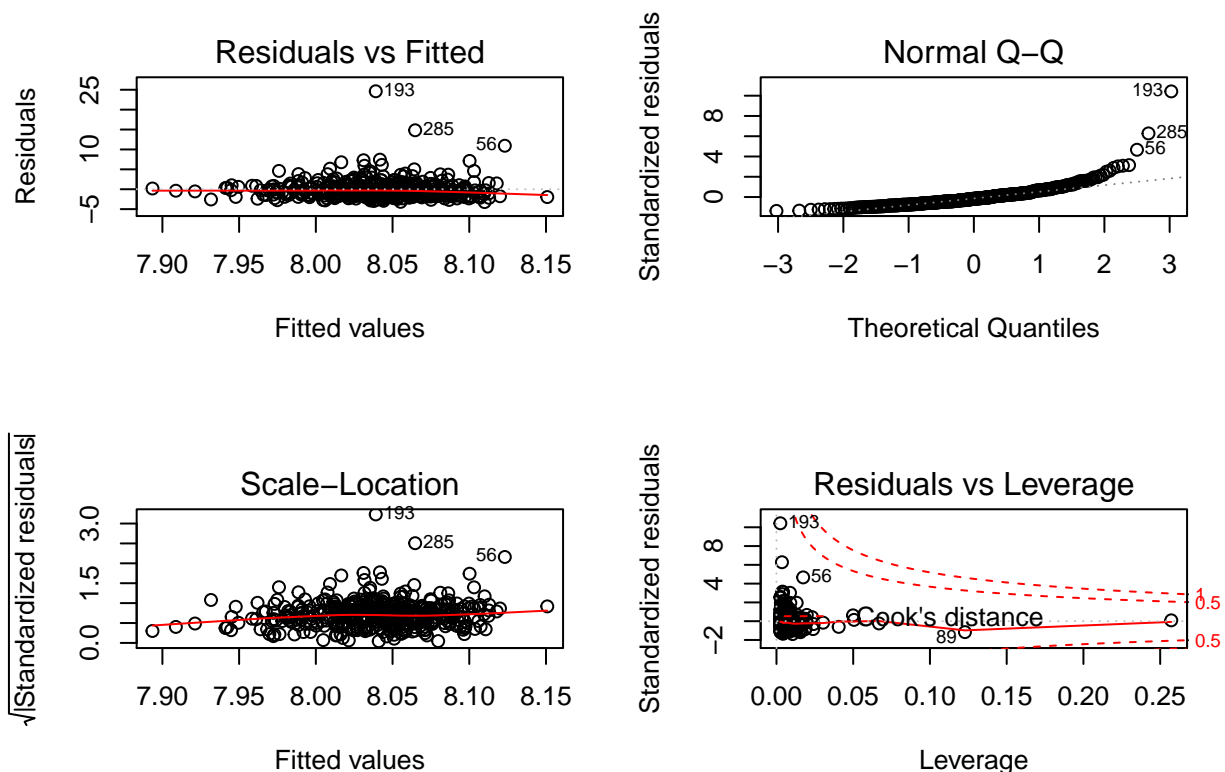 Residuals vs Fitted
Residuals
25
10
−5
193
285
56
7.90 7.95 8.00 8.05 8.10 8.15
Fitted values
Normal Q−Q
Standardized residuals
8
4
0
193
285
56
−3 −2 −1 0 1 2 3
Theoretical Quantiles
Scale−Location
√|Standardized residuals|
3.0
1.5
0.0
193
285
56
7.90 7.95 8.00 8.05 8.10 8.15
Fitted values
Residuals vs Leverage
Standardized residuals
8
4
−2
193
56
89
Cook's distance
1
0.5
0.5
0.00 0.05 0.10 0.15 0.20 0.25
Leverage